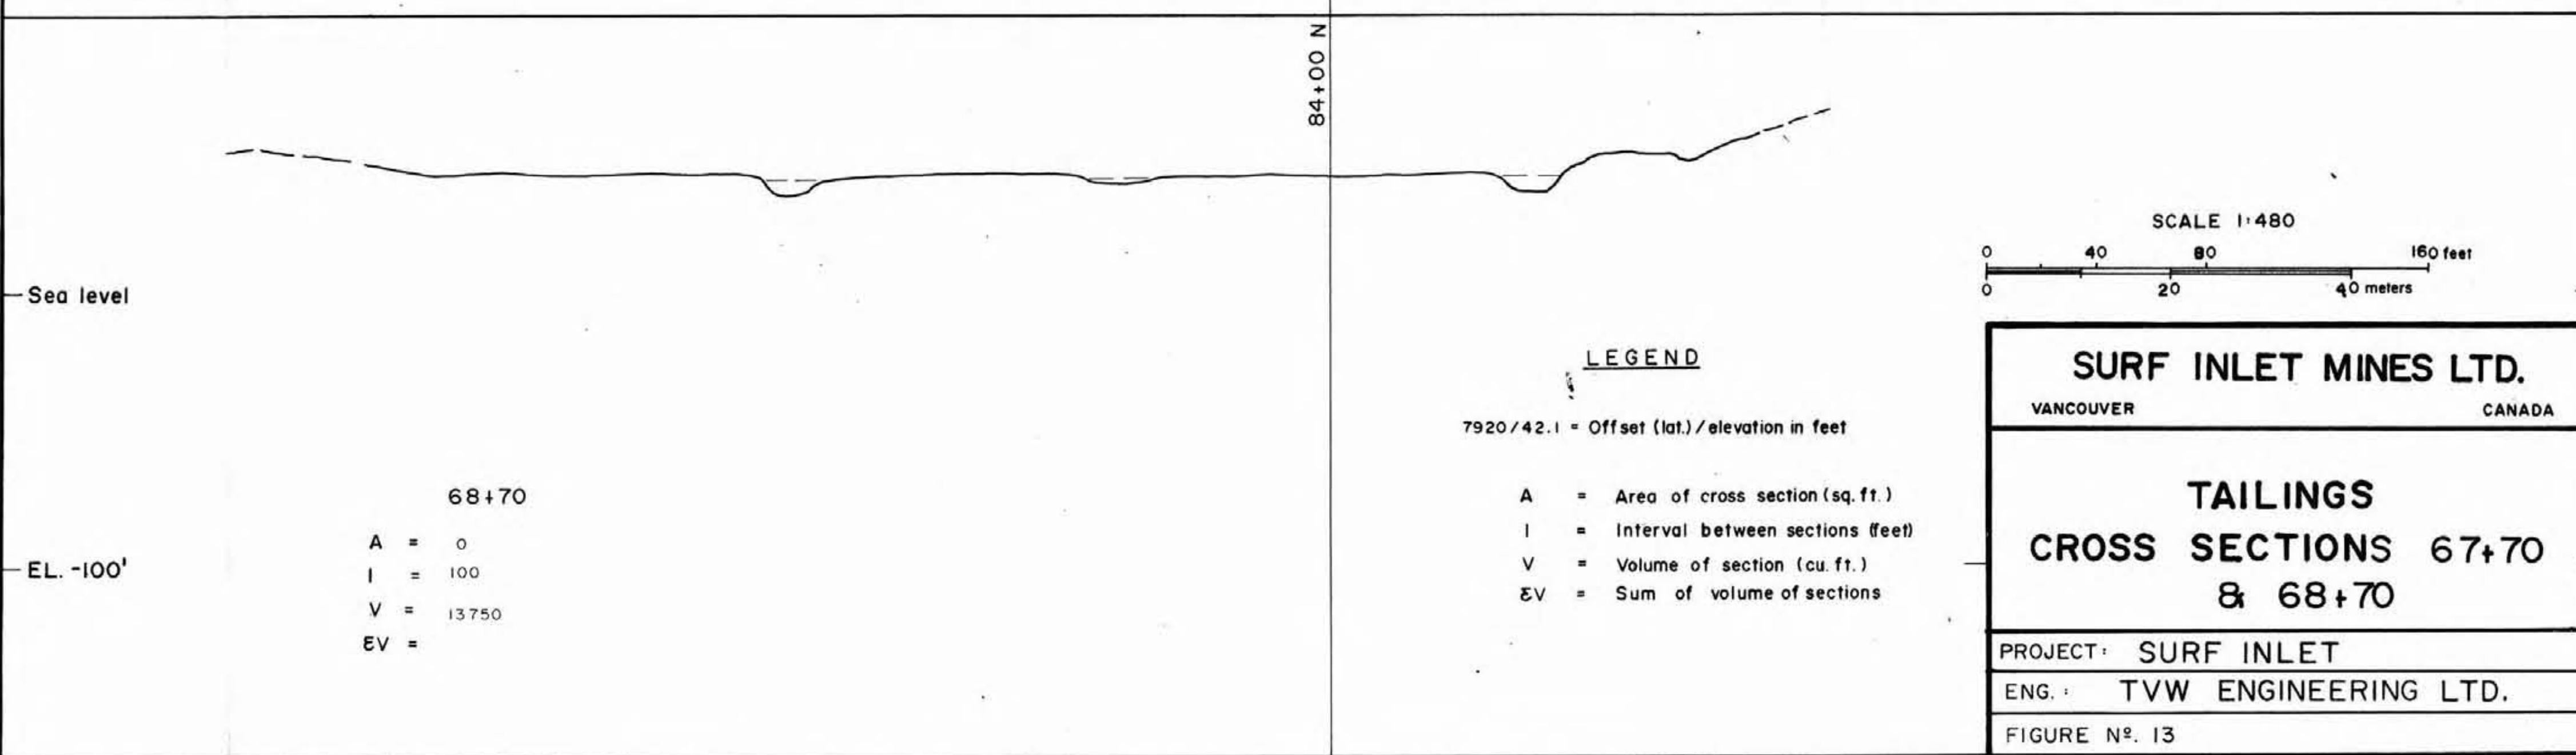 84+00 N
Sea level
EL. -100'
68+70
A = 0
I = 100
V = 13750
ƐV =
LEGEND
7920/42.1 = Offset (lat.)/elevation in feet
A = Area of cross section (sq. ft.)
I = Interval between sections (feet)
V = Volume of section (cu. ft.)
ƐV = Sum of volume of sections
SCALE 1:480
0 40 80 160 feet
0 20 40 meters
SURF INLET MINES LTD.
VANCOUVER CANADA
TAILINGS
CROSS SECTIONS 67+70
& 68+70
PROJECT: SURF INLET
ENG.: TVW ENGINEERING LTD.
FIGURE Nº. 13